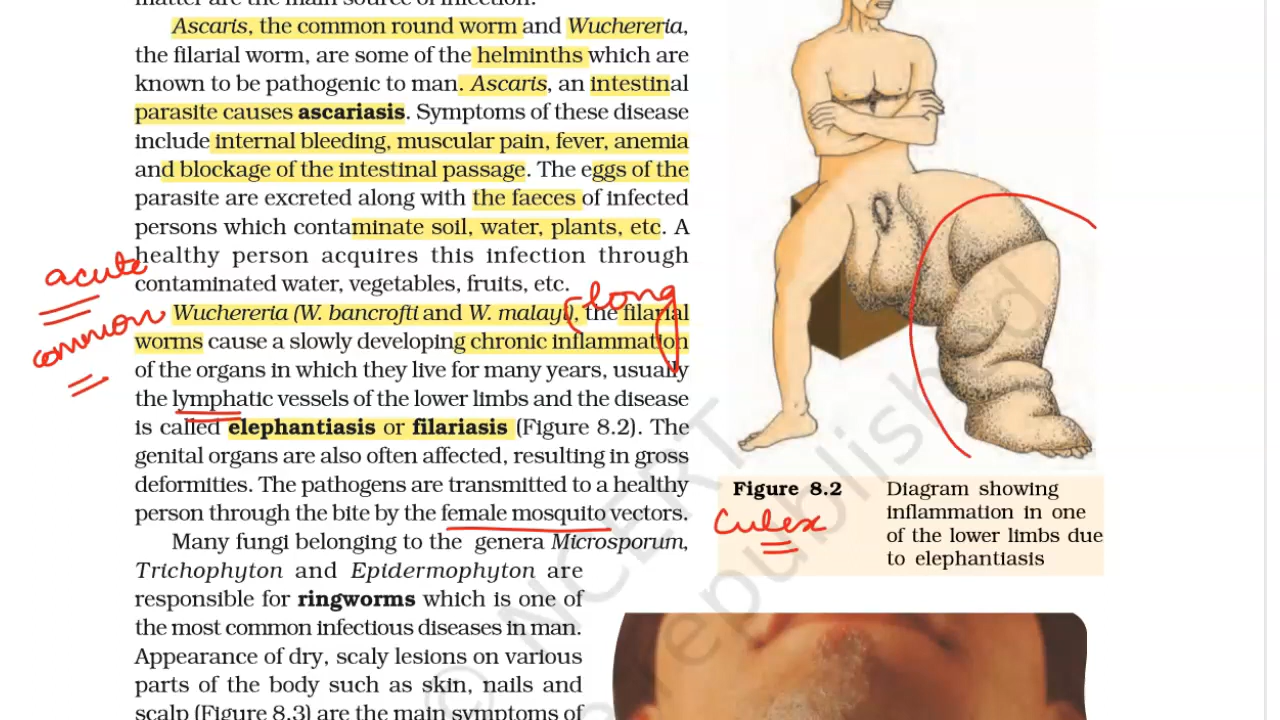 matter are the main source of infection.
Ascaris, the common round worm and Wuchereria,
the filarial worm, are some of the helminths which are
known to be pathogenic to man. Ascaris, an intestinal
parasite causes ascariasis. Symptoms of these disease
include internal bleeding, muscular pain, fever, anemia
and blockage of the intestinal passage. The eggs of the
parasite are excreted along with the faeces of infected
persons which contaminate soil, water, plants, etc. A
healthy person acquires this infection through
contaminated water, vegetables, fruits, etc.
acute
common
(long
Wuchereria (W. bancrofti and W. malayi), the filarial
worms cause a slowly developing chronic inflammation
of the organs in which they live for many years, usually
the lymphatic vessels of the lower limbs and the disease
is called elephantiasis or filariasis (Figure 8.2). The
genital organs are also often affected, resulting in gross
deformities. The pathogens are transmitted to a healthy
person through the bite by the female mosquito vectors.
Many fungi belonging to the genera Microsporum,
Trichophyton and Epidermophyton are
responsible for ringworms which is one of
the most common infectious diseases in man.
Appearance of dry, scaly lesions on various
parts of the body such as skin, nails and
scalp (Figure 8.3) are the main symptoms of
Figure 8.2 Diagram showing
inflammation in one
of the lower limbs due
to elephantiasis
Culex
© NCERT
republished